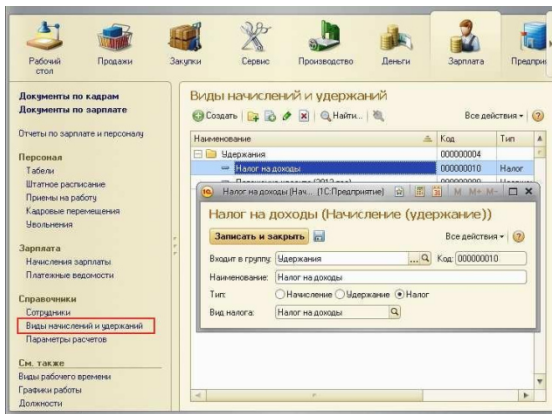 Рабочий стол
Продажи
Закупки
Сервис
Производство
Деньги
Зарплата
Документы по кадрам
Документы по зарплате
Отчеты по зарплате и персоналу
Персонал
Табели
Штатное расписание
Приемы на работу
Кадровые перемещения
Увольнения
Зарплата
Начисления зарплаты
Платежные ведомости
Справочники
Сотрудники
Виды начислений и удержаний
Параметры расчетов
См. также
Виды рабочего времени
Графики работы
Должности
Виды начислений и удержаний
Создать Найти... Все действия
Наименование Код Тип
Удержания 000000004
Налог на доходы 000000010 Налог
Налог на доходы (Нач... (1С:Предприятие) M M+ M-
Налог на доходы (Начисление (удержание))
Записать и закрыть Все действия
Входит в группу: Удержания Код: 000000010
Наименование: Налог на доходы
Тип: Начисление Удержание Налог
Вид налога: Налог на доходы